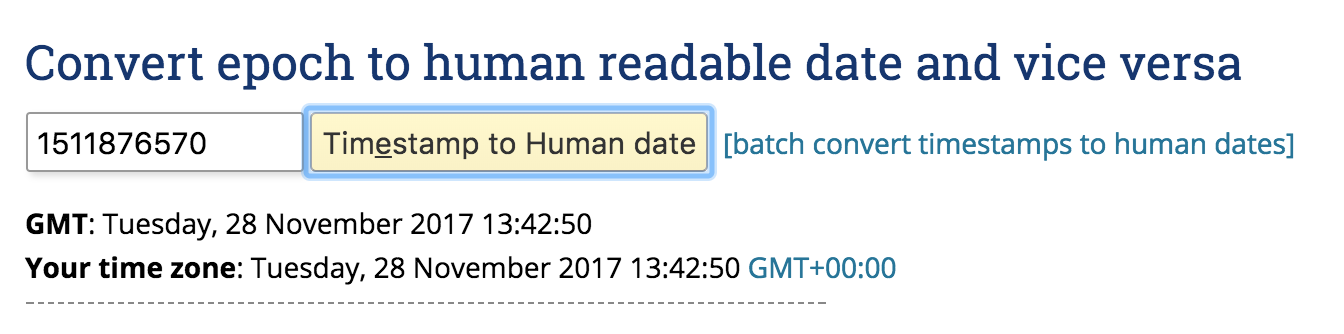 Convert epoch to human readable date and vice versa
1511876570 Timestamp to Human date [batch convert timestamps to human dates]
GMT: Tuesday, 28 November 2017 13:42:50
Your time zone: Tuesday, 28 November 2017 13:42:50 GMT+00:00